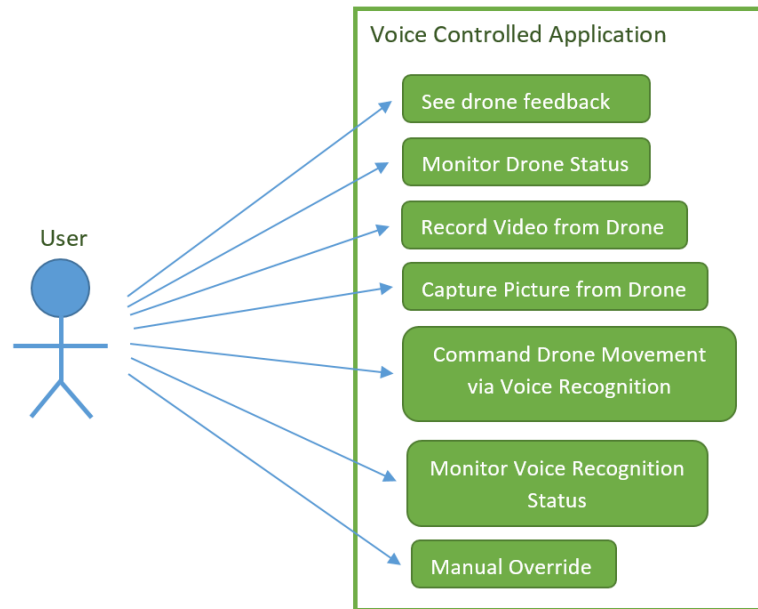 Voice Controlled Application
See drone feedback
Monitor Drone Status
User
Record Video from Drone
Capture Picture from Drone
Command Drone Movement
via Voice Recognition
Monitor Voice Recognition
Status
Manual Override